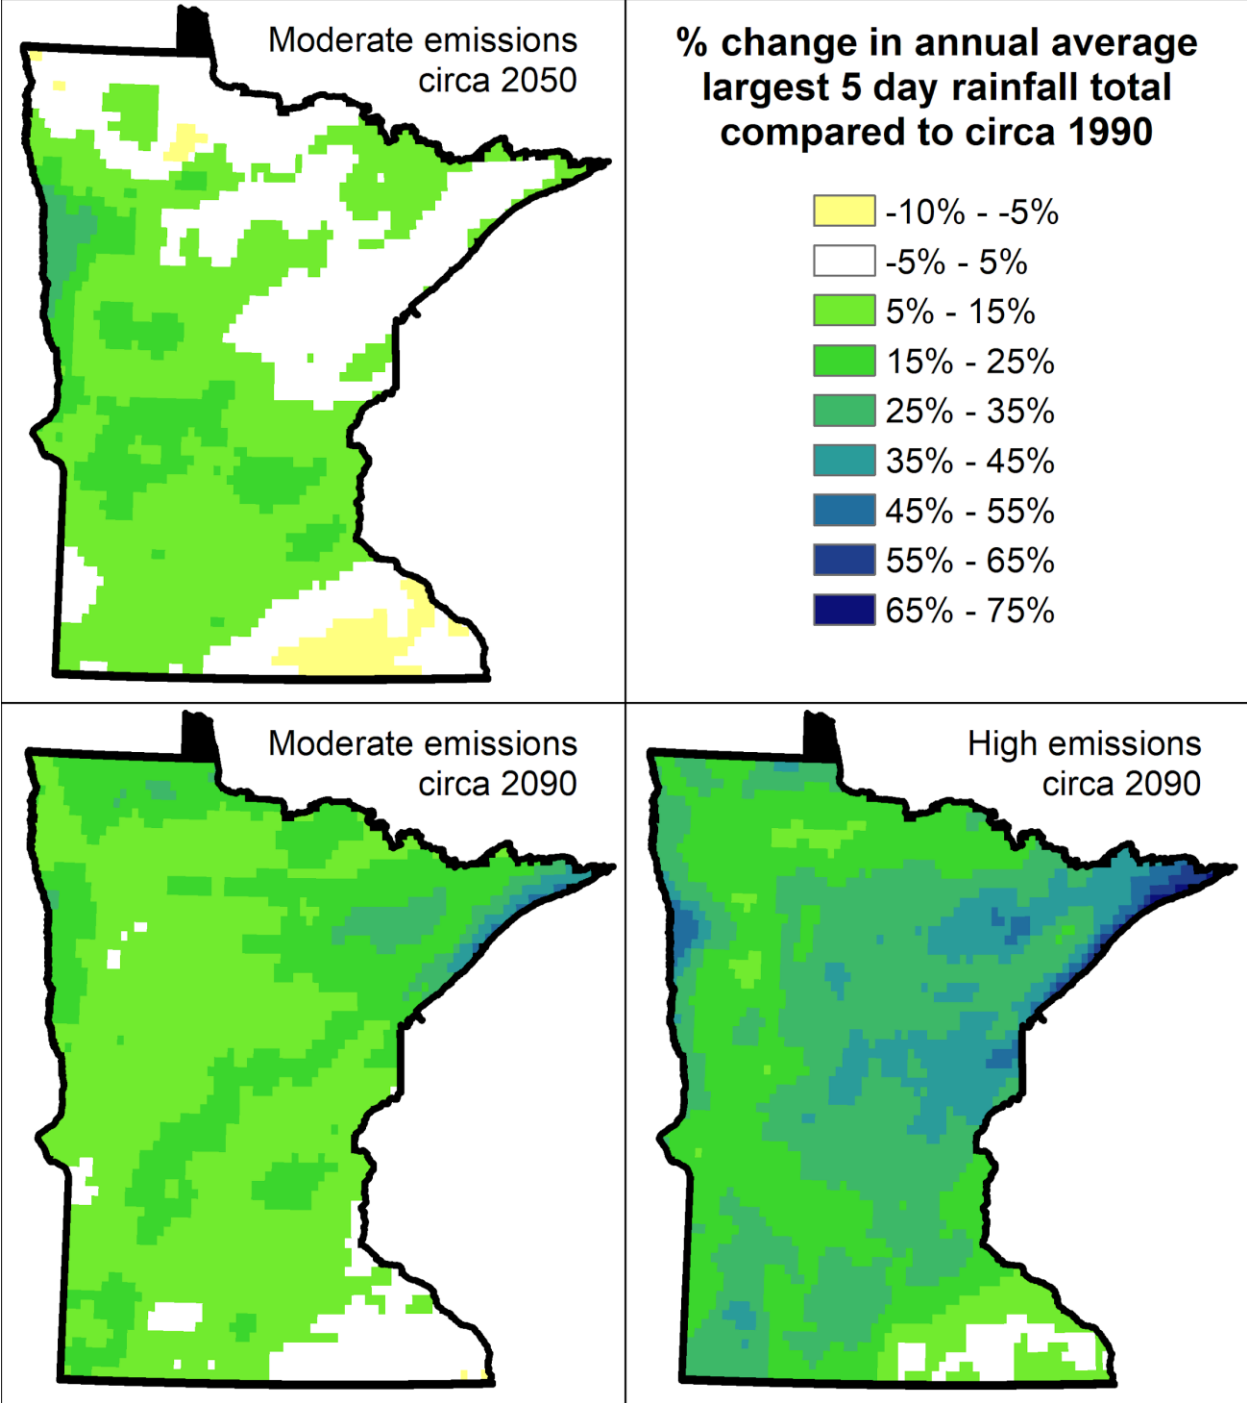 Moderate emissions
circa 2050
% change in annual average
largest 5 day rainfall total
compared to circa 1990
-10% - -5%
-5% - 5%
5% - 15%
15% - 25%
25% - 35%
35% - 45%
45% - 55%
55% - 65%
65% - 75%
Moderate emissions
circa 2090
High emissions
circa 2090